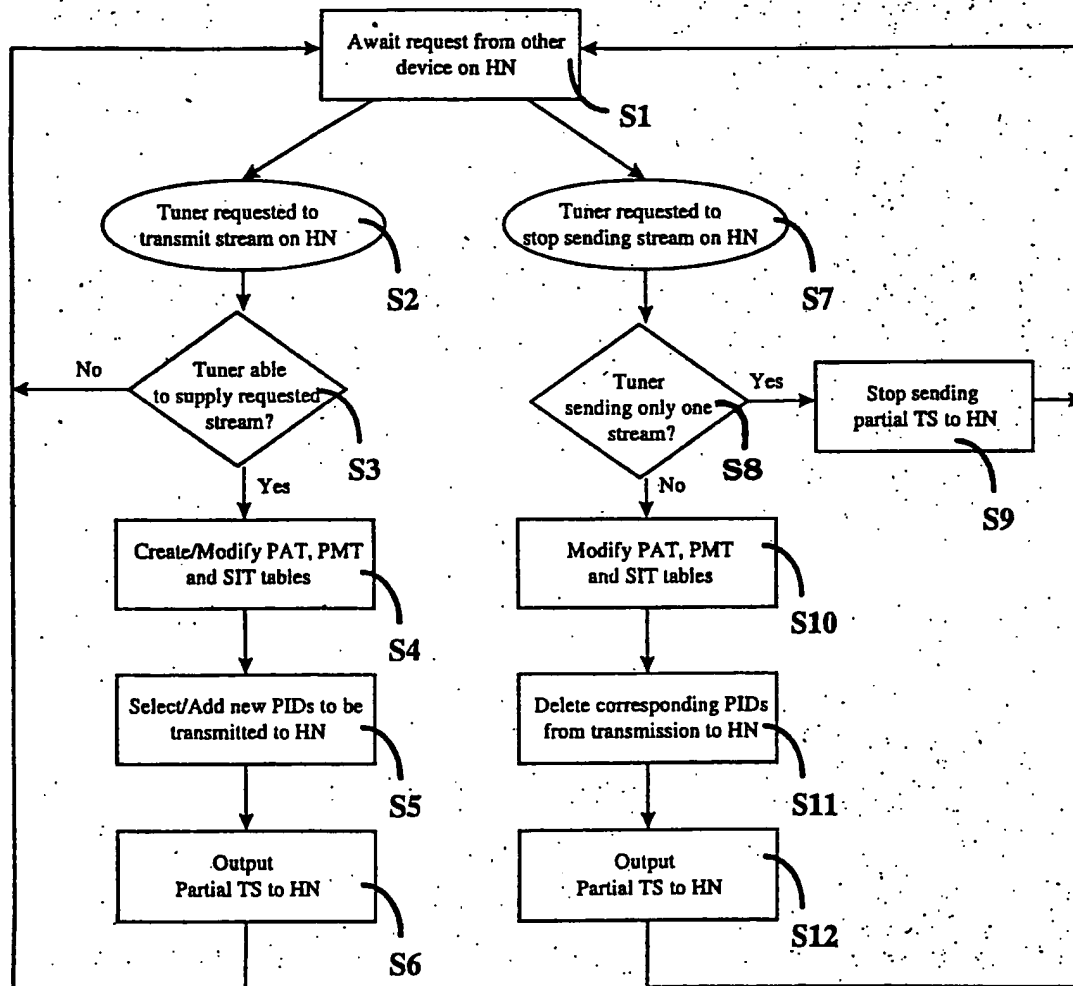 Await request from other
device on HN
S1
Tuner requested to
transmit stream on HN
S2
Tuner requested to
stop sending stream on HN
S7
No
Tuner able
to supply requested
stream?
S3
Yes
Tuner
sending only one
stream?
S8
Yes
No
Stop sending
partial TS to HN
S9
Create/Modify PAT, PMT
and SIT tables
S4
Modify PAT, PMT
and SIT tables
S10
Select/Add new PIDs to be
transmitted to HN
S5
Delete corresponding PIDs
from transmission to HN
S11
Output
Partial TS to HN
S6
Output
Partial TS to HN
S12